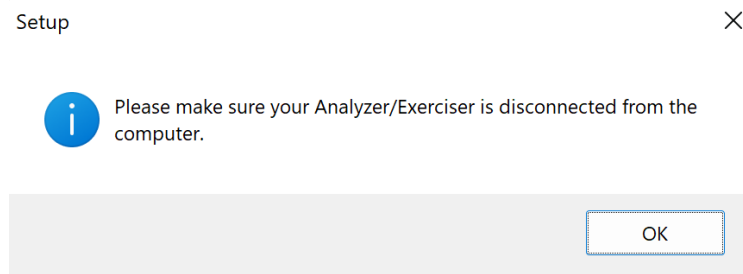 Setup
Please make sure your Analyzer/Exerciser is disconnected from the
computer.
OK